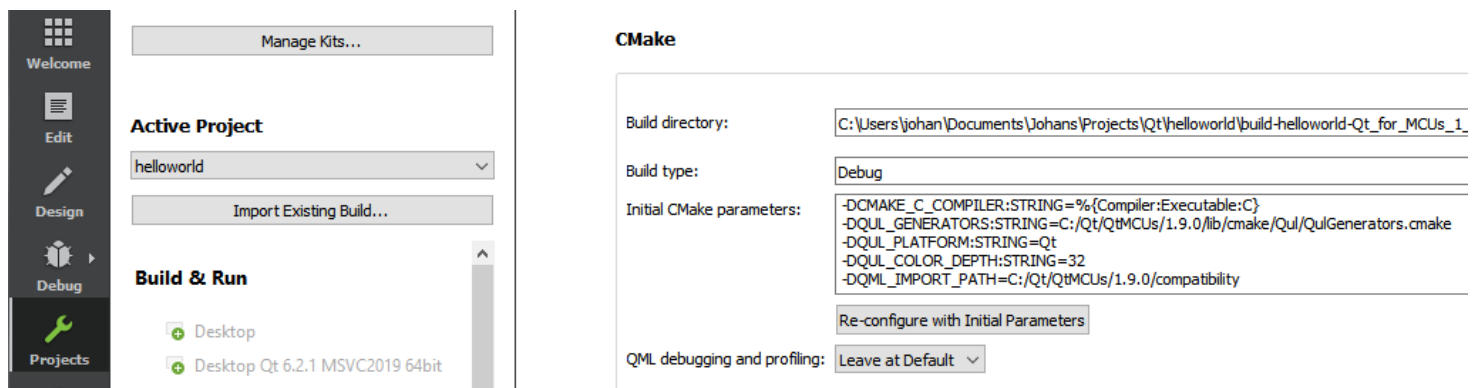 Welcome
Edit
Design
Debug
Projects
Manage Kits...
Active Project
helloworld
Import Existing Build...
Build & Run
Desktop
Desktop Qt 6.2.1 MSVC2019 64bit
CMake
Build directory:
C:\Users\johan\Documents\Johans\Projects\Qt\helloworld\build-helloworld-Qt_for_MCUs_1_
Build type:
Debug
Initial CMake parameters:
-DCMAKE_C_COMPILER:STRING=%{Compiler:Executable:C}
-DQUL_GENERATORS:STRING=C:/Qt/QtMCUs/1.9.0/lib/cmake/Qul/QulGenerators.cmake
-DQUL_PLATFORM:STRING=Qt
-DQUL_COLOR_DEPTH:STRING=32
-DQML_IMPORT_PATH=C:/Qt/QtMCUs/1.9.0/compatibility
Re-configure with Initial Parameters
QML debugging and profiling:
Leave at Default